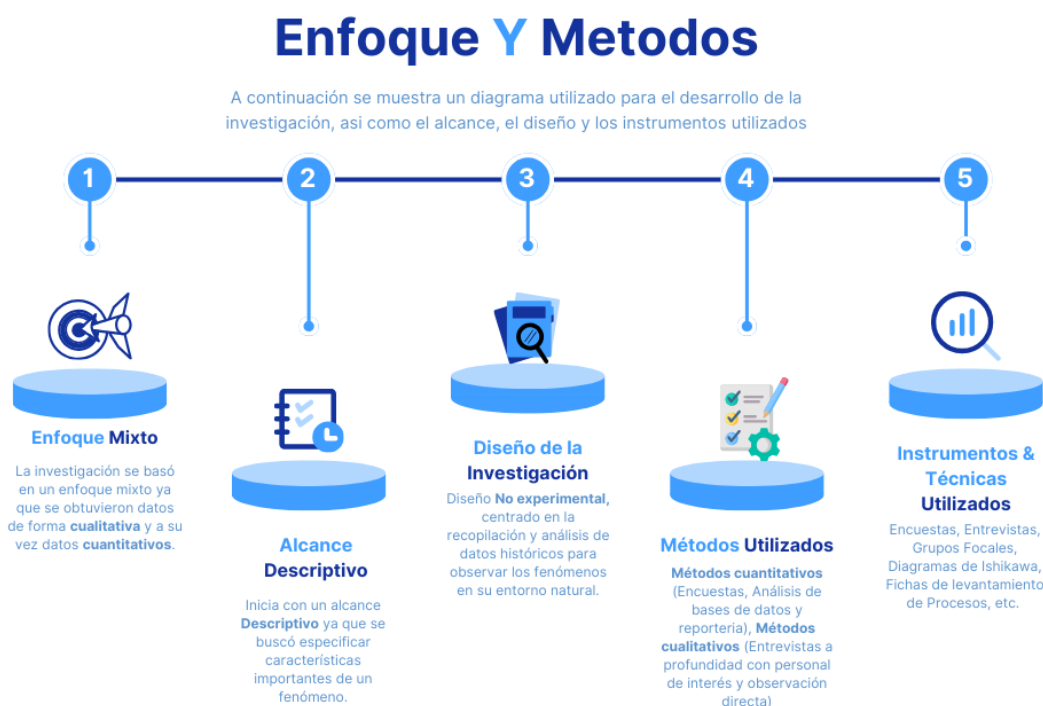 Enfoque Y Metodos
A continuación se muestra un diagrama utilizado para el desarrollo de la
investigación, asi como el alcance, el diseño y los instrumentos utilizados
1
2
3
4
5
Enfoque Mixto
La investigación se basó
en un enfoque mixto ya
que se obtuvieron datos
de forma cualitativa y a su
vez datos cuantitativos.
Alcance
Descriptivo
Inicia con un alcance
Descriptivo ya que se
buscó especificar
características
importantes de un
fenómeno.
Diseño de la
Investigación
Diseño No experimental,
centrado en la
recopilación y análisis de
datos históricos para
observar los fenómenos
en su entorno natural.
Métodos Utilizados
Métodos cuantitativos
(Encuestas, Análisis de
bases de datos y
reporteria), Métodos
cualitativos (Entrevistas a
profundidad con personal
de interés y observación
directa)
Instrumentos &
Técnicas
Utilizados
Encuestas, Entrevistas,
Grupos Focales,
Diagramas de Ishikawa,
Fichas de levantamiento
de Procesos, etc.